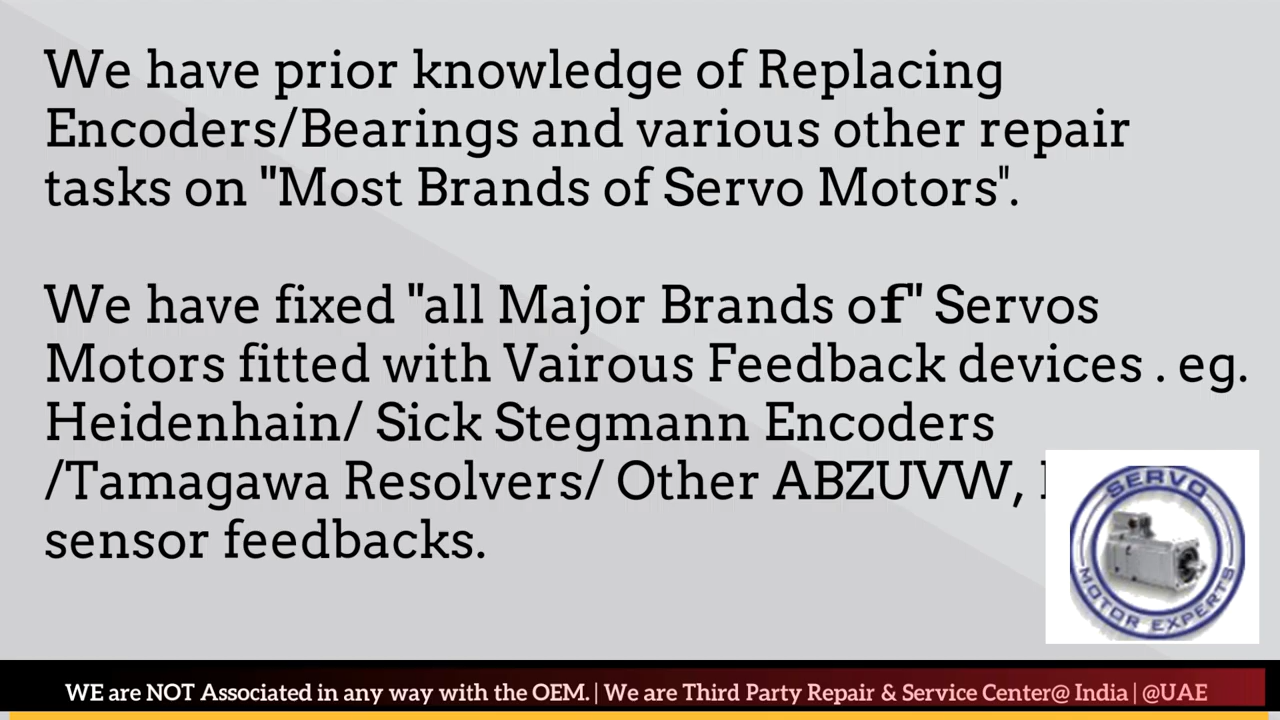 We have prior knowledge of Replacing
Encoders/Bearings and various other repair
tasks on "Most Brands of Servo Motors".
We have fixed "all Major Brands of" Servos
Motors fitted with Vairous Feedback devices . eg.
Heidenhain/ Sick Stegmann Encoders
/Tamagawa Resolvers/ Other ABZUVW,
sensor feedbacks.
SERVO
MOTOR EXPERTS
WE are NOT Associated in any way with the OEM. | We are Third Party Repair & Service Center@ India | @UAE